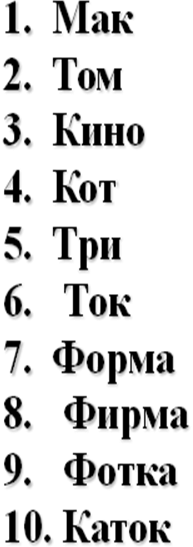 1. Мак
2. Том
3. Кино
4. Кот
5. Три
6. Ток
7. Форма
8. Фирма
9. Фотка
10. Каток